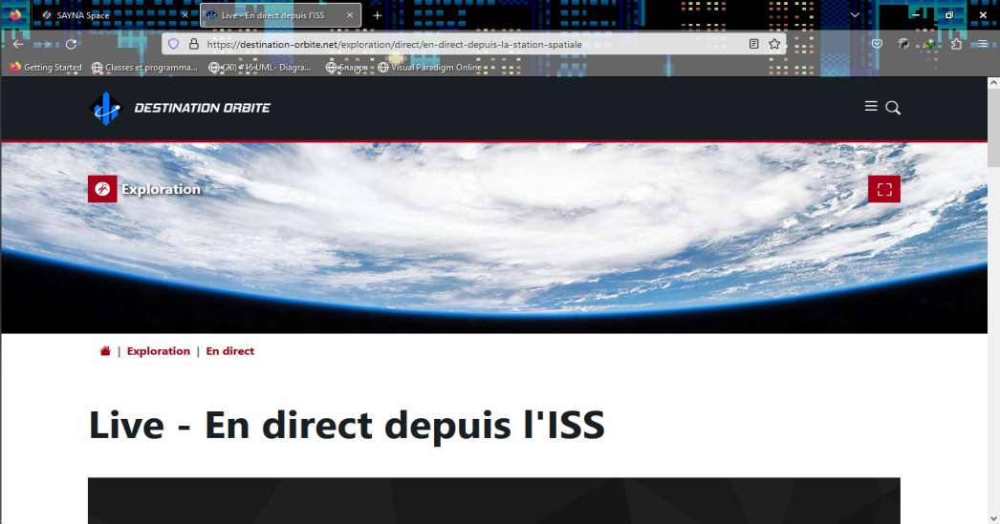 SAYNA Space
Live - En direct depuis l'ISS
https://destination-orbite.net/exploration/direct/en-direct-depuis-la-station-spatiale
Getting Started
Classes et programma...
(20) #16 UML- Diagra...
Snappa
Visual Paradigm Online
DESTINATION ORBITE
Exploration
| Exploration | En direct
Live - En direct depuis l'ISS